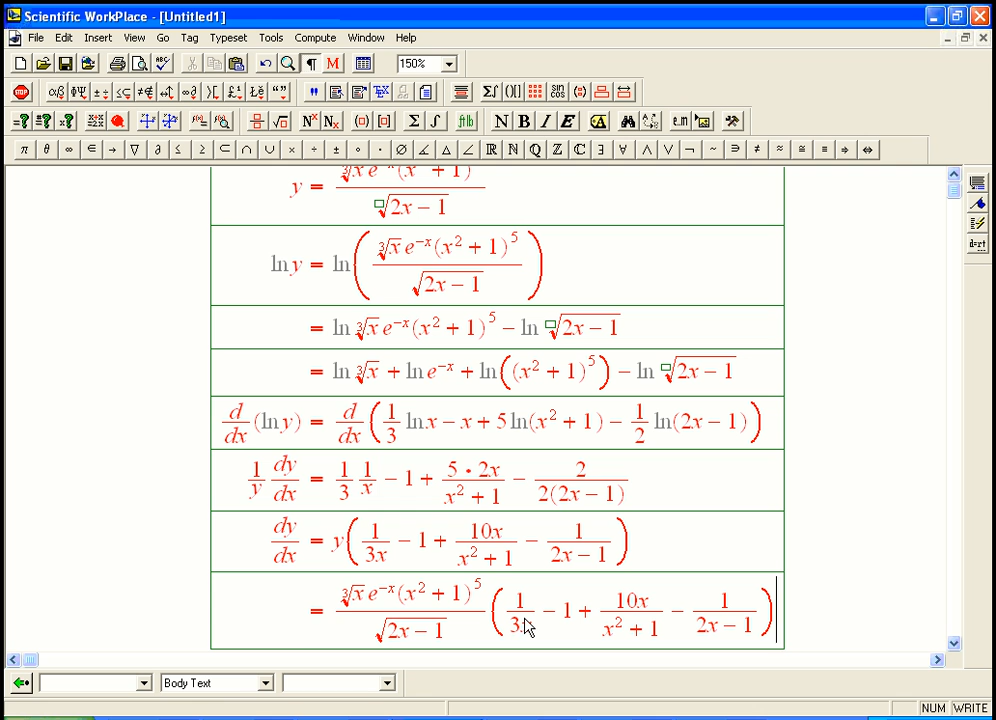 Scientific WorkPlace - [Untitled1]
File Edit Insert View Go Tag Typeset Tools Compute Window Help
150%
N B I E
π θ ∞ ∈ → ∇ ∂ ≤ ≥ ⊂ ∩ ∪ × ÷ ± ∘ · ∅ ∠ △ ∠ ℝ ℕ ℚ ℤ ℂ ∃ ∀ ∧ ∨ ¬ ~ ∋ ≠ ≈ ≅ ≡ ⇒ ⇔
y = ∛x e^(−x)(x² + 1) / √(2x − 1)
ln y = ln(∛x e^(−x)(x² + 1)^5 / √(2x − 1))
= ln ∛x e^(−x)(x² + 1)^5 − ln √(2x − 1)
= ln ∛x + ln e^(−x) + ln((x² + 1)^5) − ln √(2x − 1)
d/dx (ln y) = d/dx (1/3 ln x − x + 5 ln(x² + 1) − 1/2 ln(2x − 1))
1/y dy/dx = 1/3 1/x − 1 + 5 • 2x / (x² + 1) − 2 / 2(2x − 1)
dy/dx = y(1/3x − 1 + 10x / (x² + 1) − 1 / (2x − 1))
= ∛x e^(−x)(x² + 1)^5 / √(2x − 1) (1/3x − 1 + 10x / (x² + 1) − 1 / (2x − 1))
Body Text
NUM WRITE